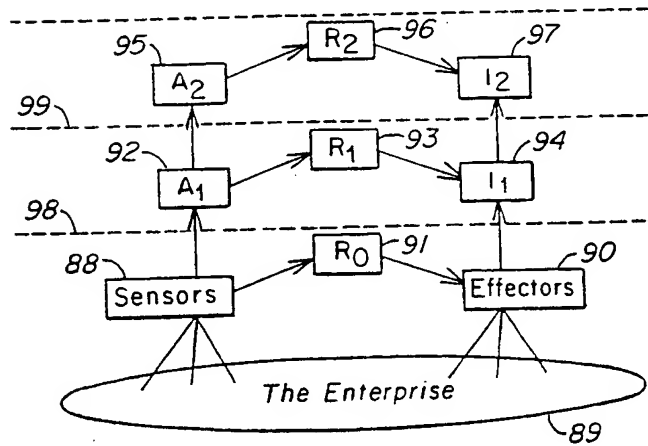 95 R2 96 97
A2 I2
99
92 R1 93 94
A1 I1
98
88 R0 91 90
Sensors Effectors
The Enterprise
89